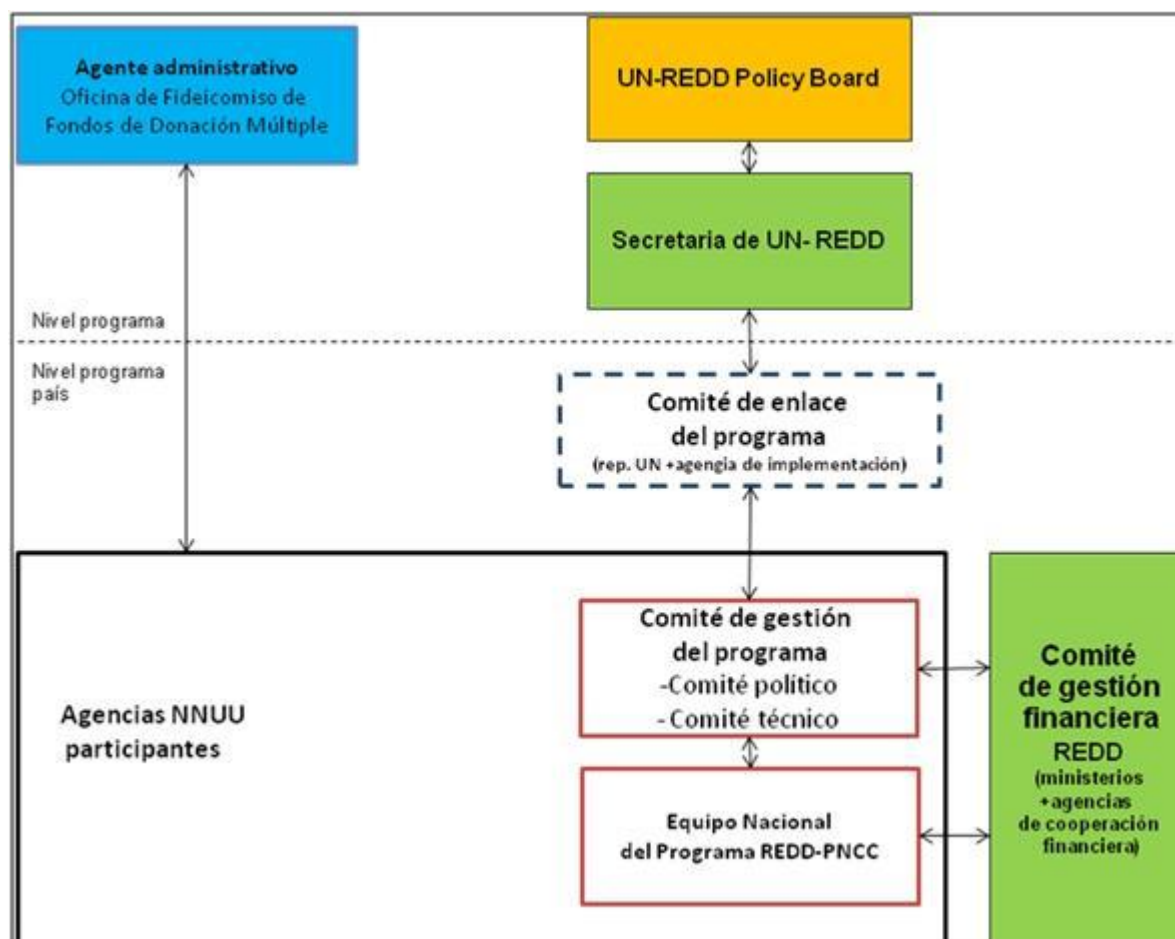 Agente administrativo
Oficina de Fideicomiso de
Fondos de Donación Múltiple
UN-REDD Policy Board
Secretaria de UN- REDD
Nivel programa
Nivel programa
país
Comité de enlace
del programa
(rep. UN +agengia de implementación)
Agencias NNUU
participantes
Comité de gestión
del programa
-Comité político
-Comité técnico
Equipo Nacional
del Programa REDD-PNCC
Comité
de gestión
financiera
REDD
(ministerios
+agencias
de cooperación
financiera)